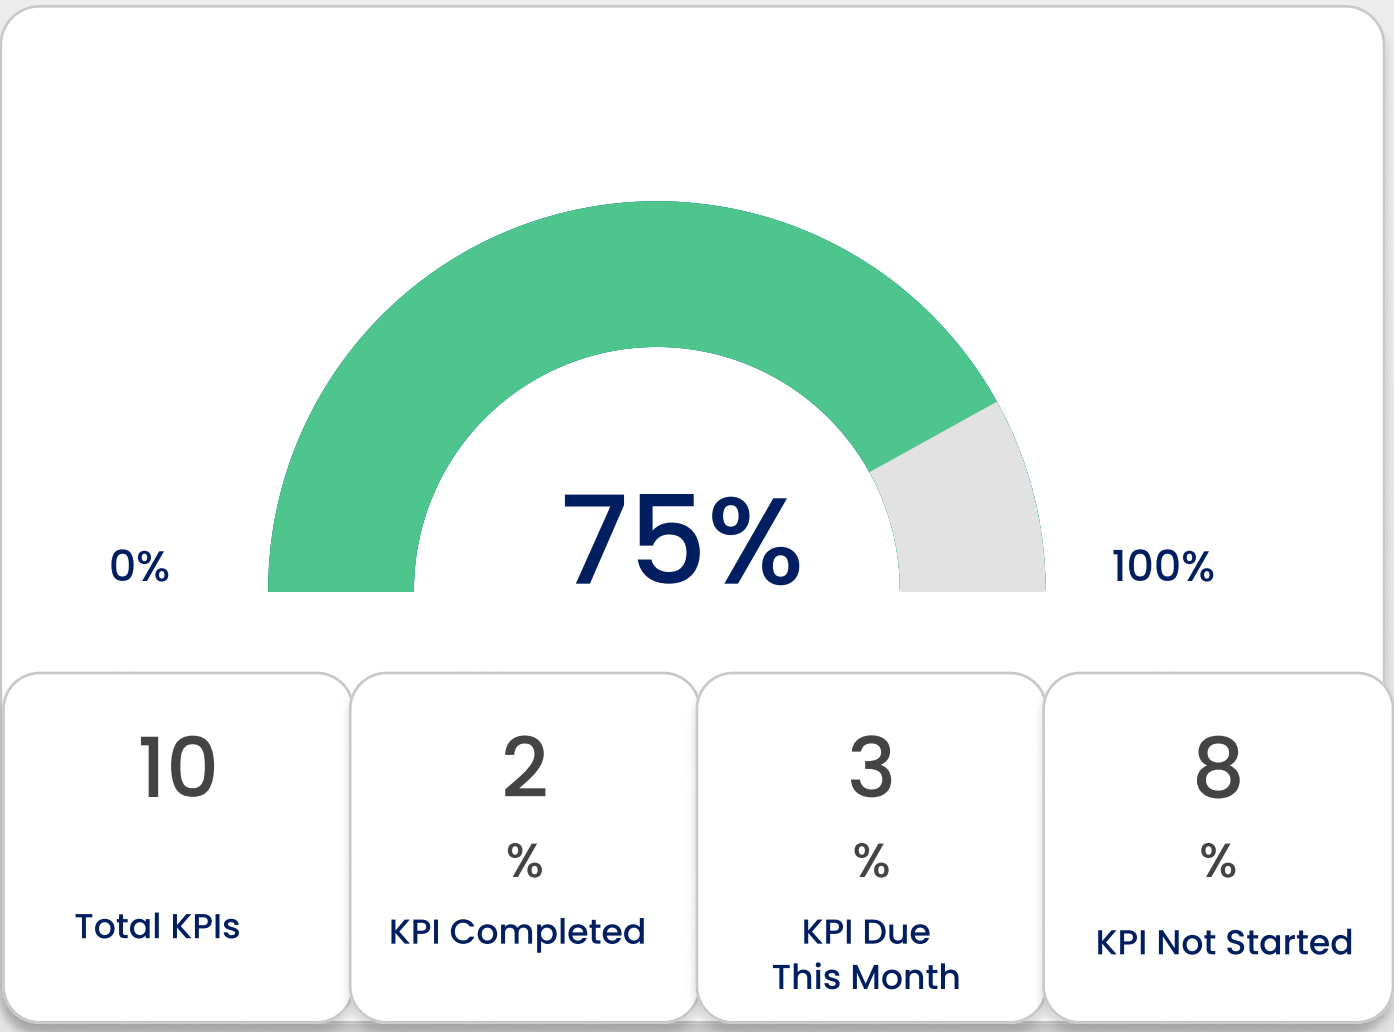 75%
0%
100%
10
%
Total KPIs
2
%
KPI Completed
3
%
KPI Due
This Month
8
%
KPI Not Started